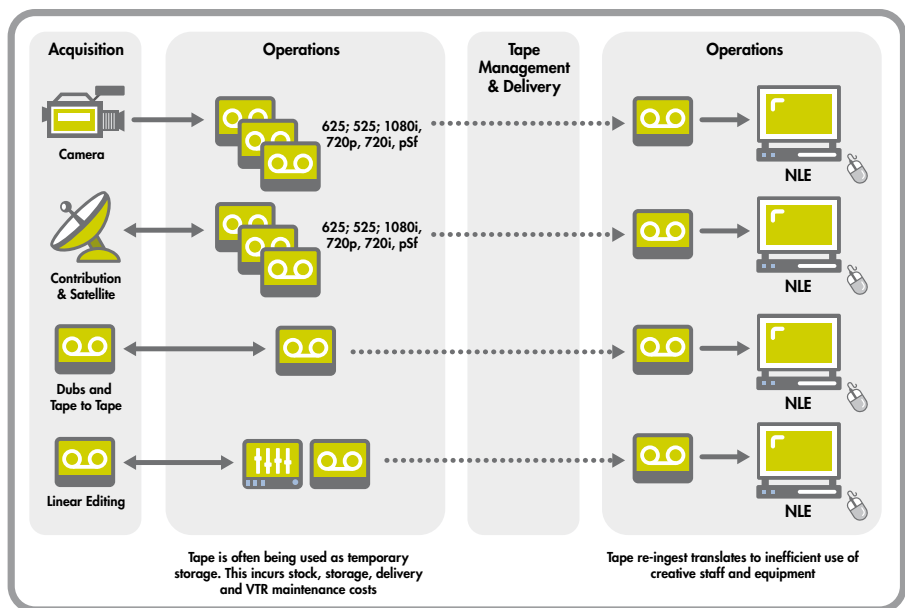 Acquisition
Operations
Tape
Management
& Delivery
Operations
Camera
625; 525; 1080i,
720p, 720i, pSf
NLE
Contribution
& Satellite
625; 525; 1080i,
720p, 720i, pSf
NLE
Dubs and
Tape to Tape
NLE
Linear Editing
NLE
Tape is often being used as temporary
storage. This incurs stock, storage, delivery
and VTR maintenance costs
Tape re-ingest translates to inefficient use of
creative staff and equipment